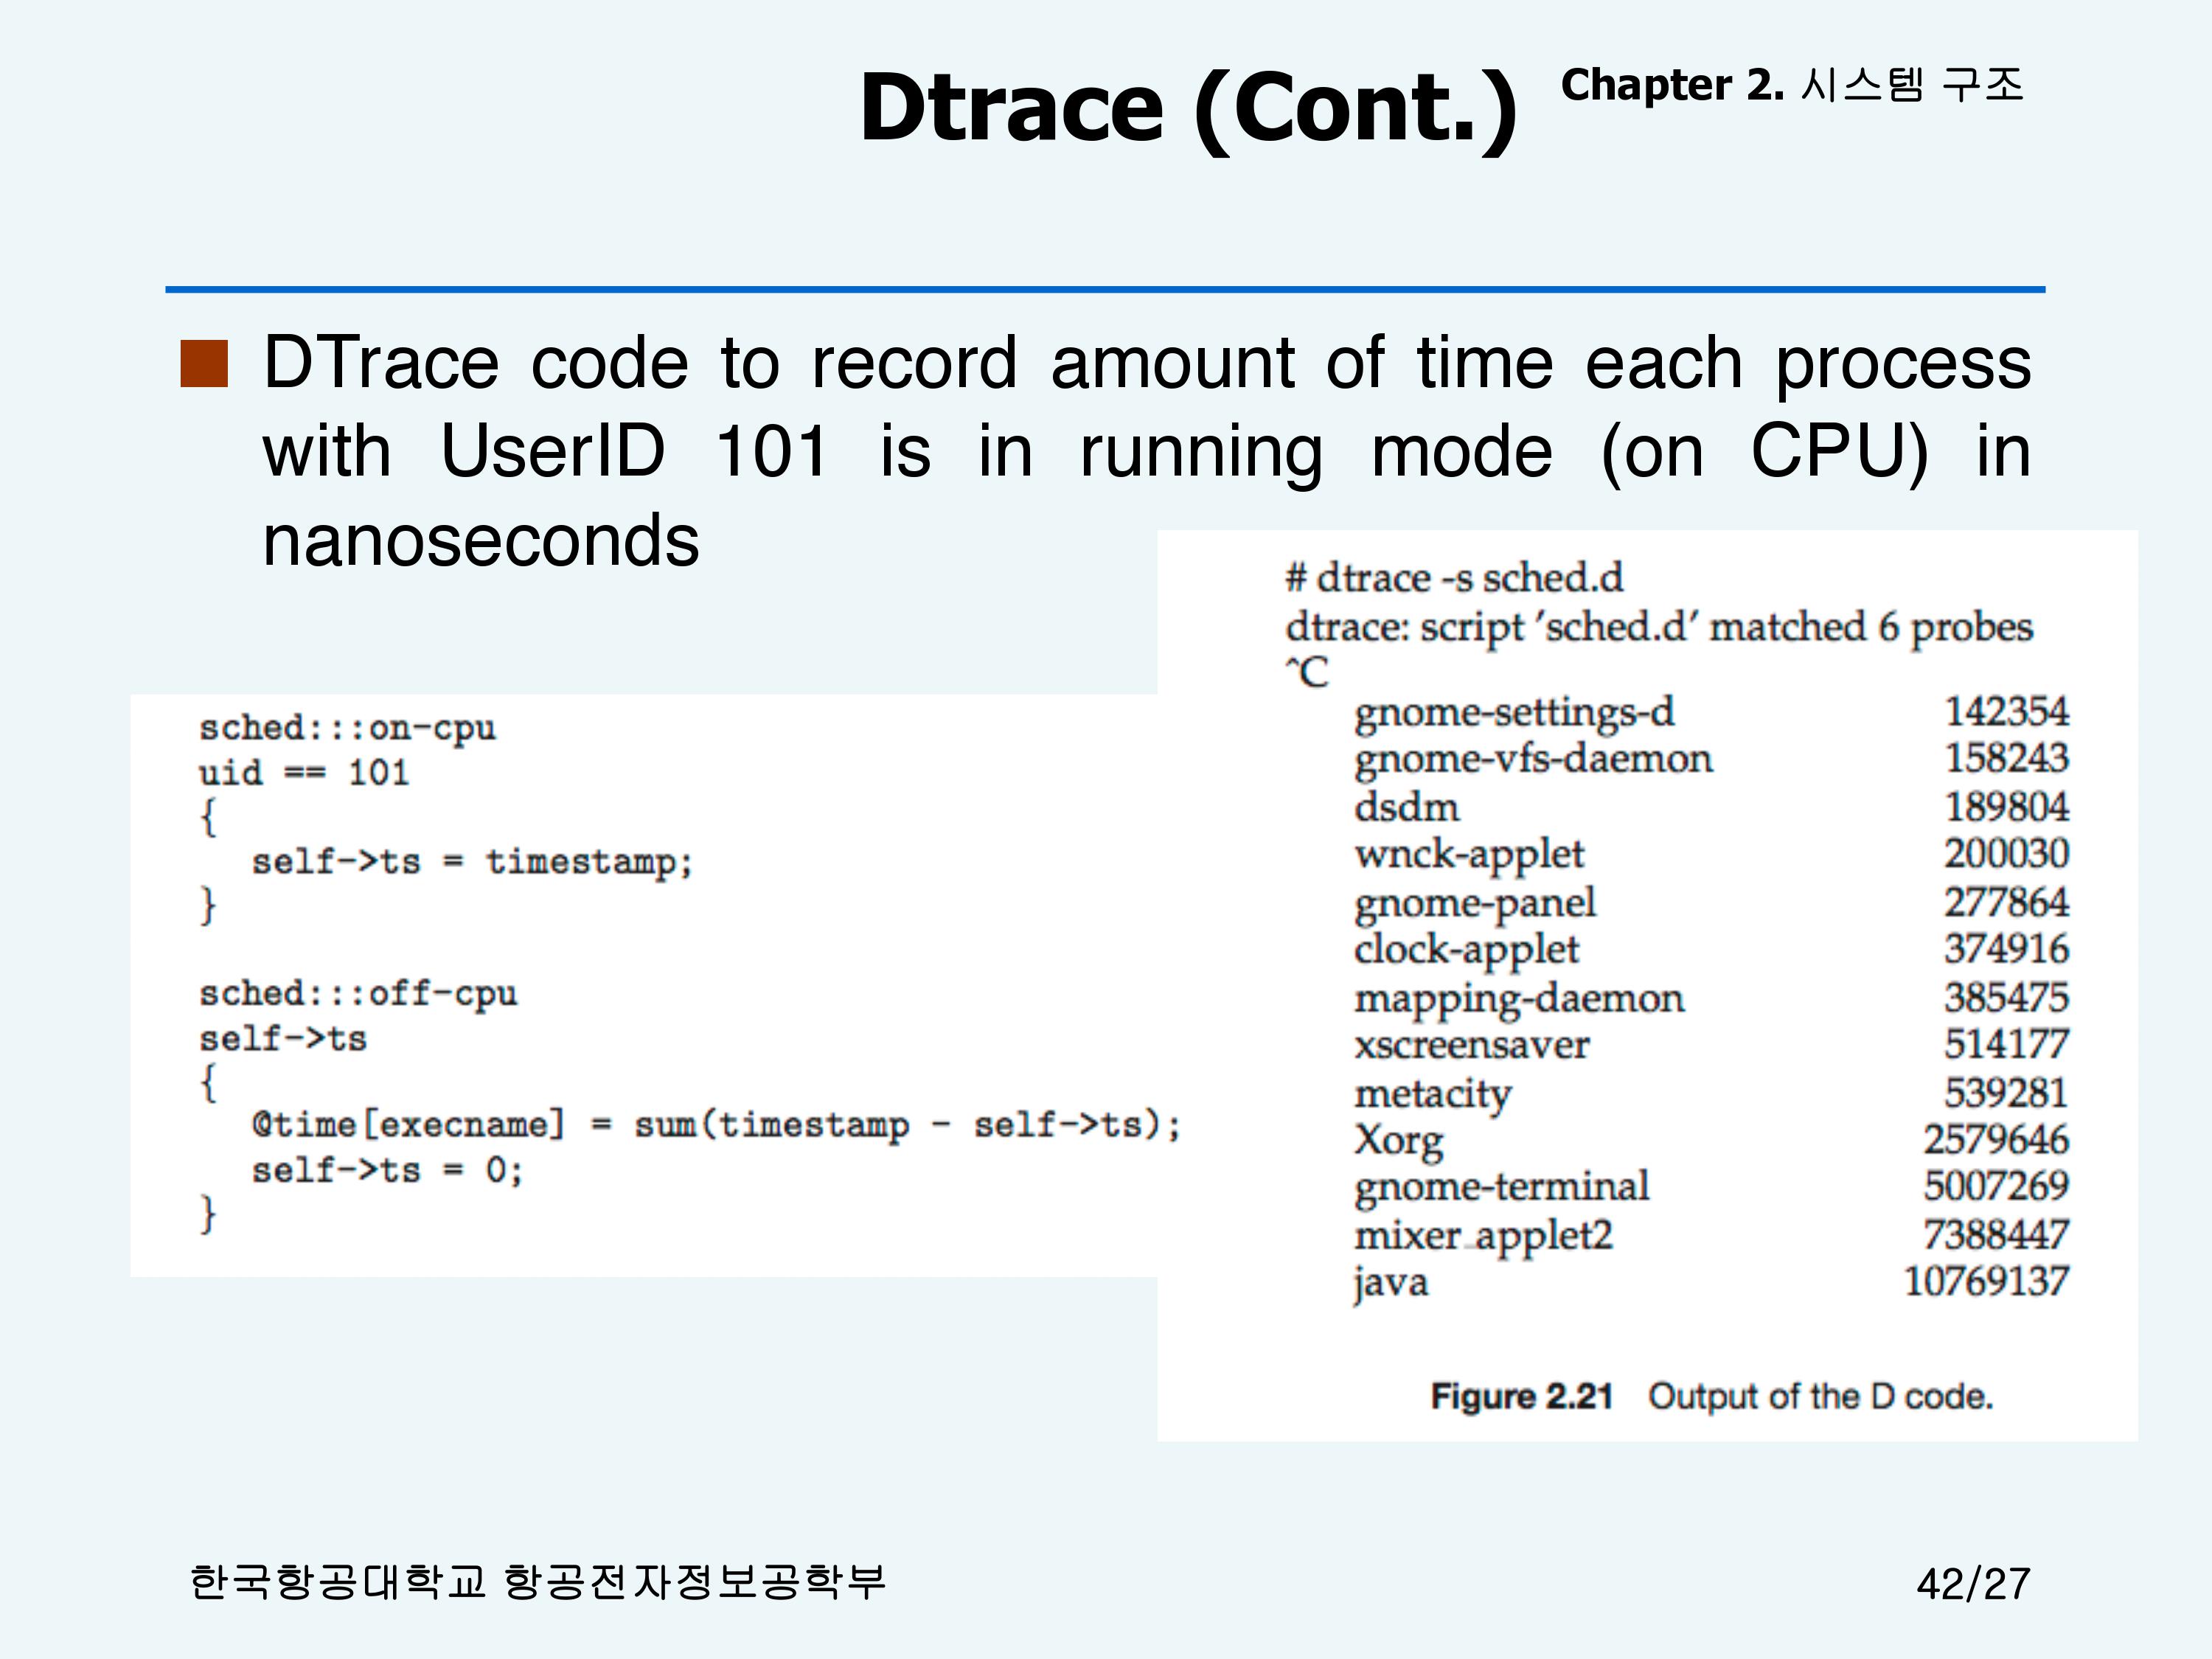 Dtrace (Cont.)
Chapter 2. 시스템 구조
DTrace code to record amount of time each process
with UserID 101 is in running mode (on CPU) in
nanoseconds
sched:::on-cpu
uid == 101
{
self->ts = timestamp;
}
sched:::off-cpu
self->ts
{
@time[execname] = sum(timestamp - self->ts);
self->ts = 0;
}
# dtrace -s sched.d
dtrace: script ’sched.d’ matched 6 probes
^C
gnome-settings-d 142354
gnome-vfs-daemon 158243
dsdm 189804
wnck-applet 200030
gnome-panel 277864
clock-applet 374916
mapping-daemon 385475
xscreensaver 514177
metacity 539281
Xorg 2579646
gnome-terminal 5007269
mixer_applet2 7388447
java 10769137
Figure 2.21 Output of the D code.
한국항공대학교 항공전자정보공학부
42/27